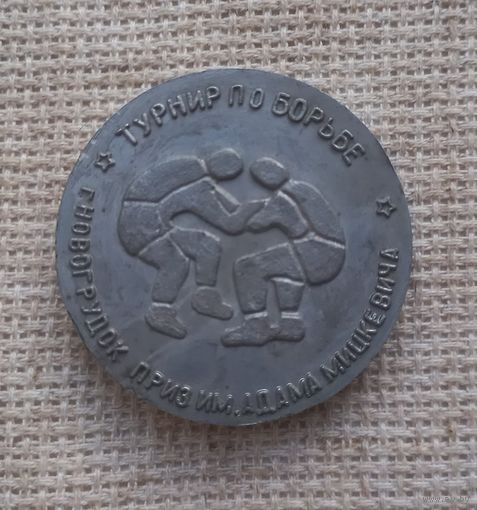 ТУРНИР ПО БОРЬБЕ
Г.НОВОГРУДОК ПРИЗ ИМ. АДАМА МИЦКЕВИЧА